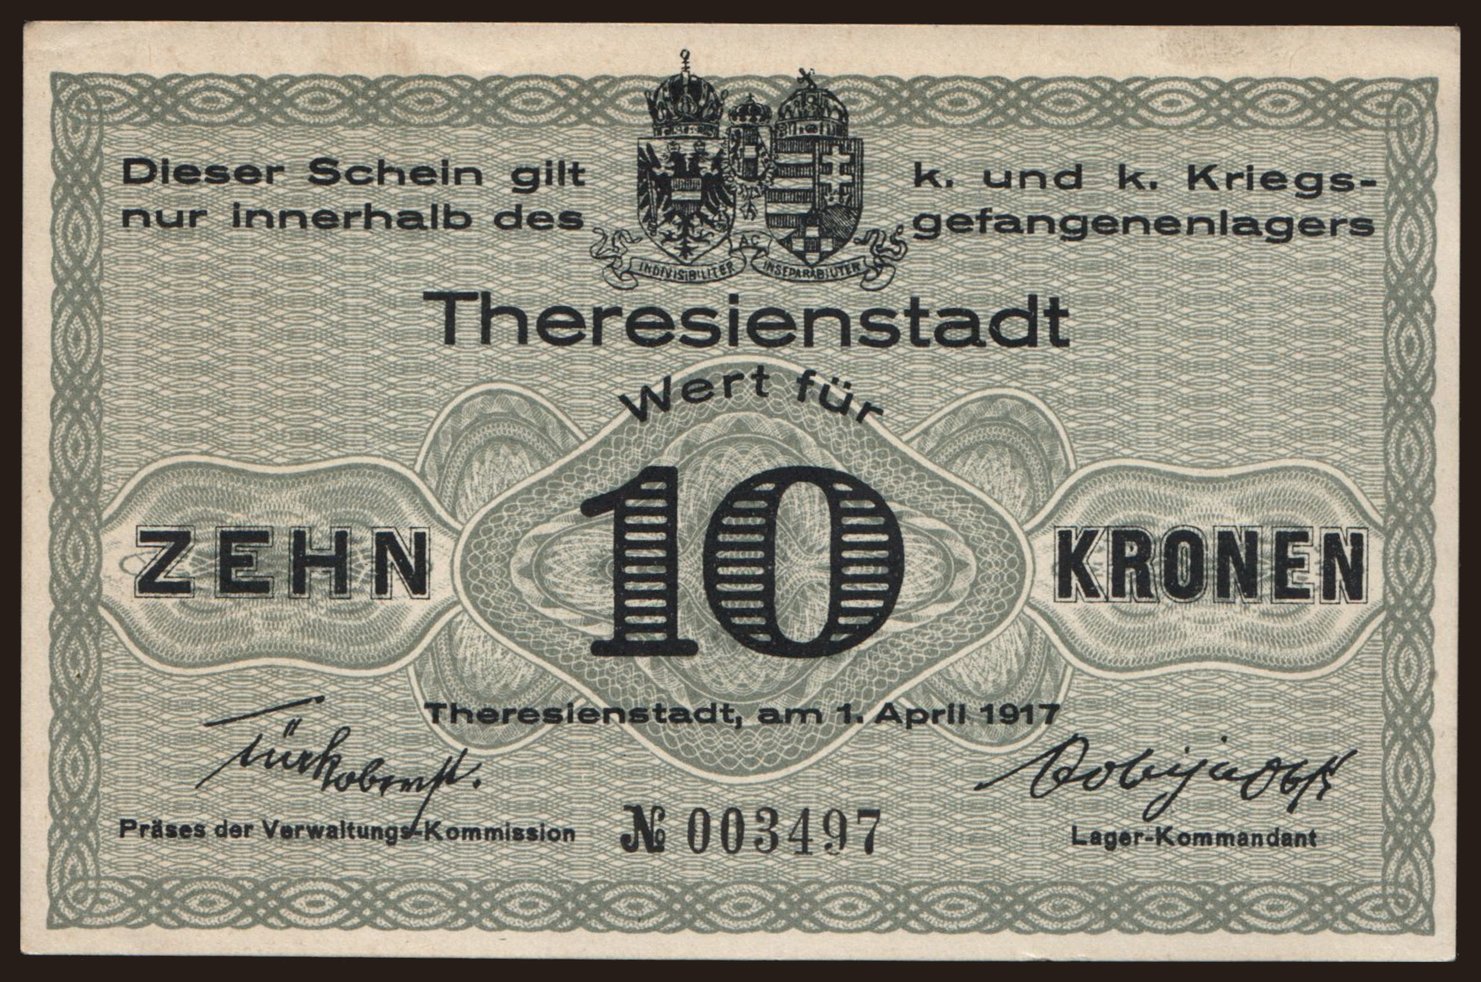 Dieser Schein gilt
nur innerhalb des
k. und k. Kriegs-
gefangenenlagers
INDIVISIBILITER AC INSEPARABILITER
Theresienstadt
Wert für
10
ZEHN KRONEN
Theresienstadt, am 1. April 1917
Präses der Verwaltungs-Kommission
№ 003497
Lager-Kommandant